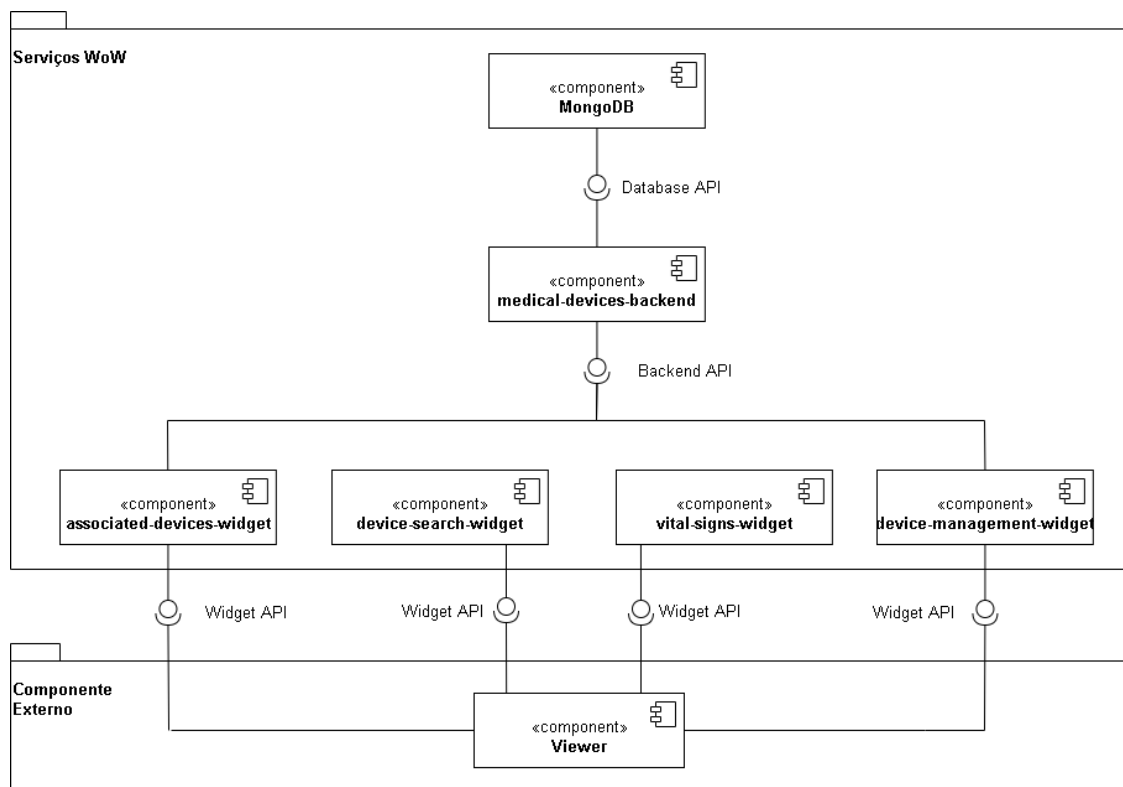 Serviços WoW
«component»
MongoDB
Database API
«component»
medical-devices-backend
Backend API
«component»
associated-devices-widget
«component»
device-search-widget
«component»
vital-signs-widget
«component»
device-management-widget
Widget API
Widget API
Widget API
Widget API
Componente
Externo
«component»
Viewer